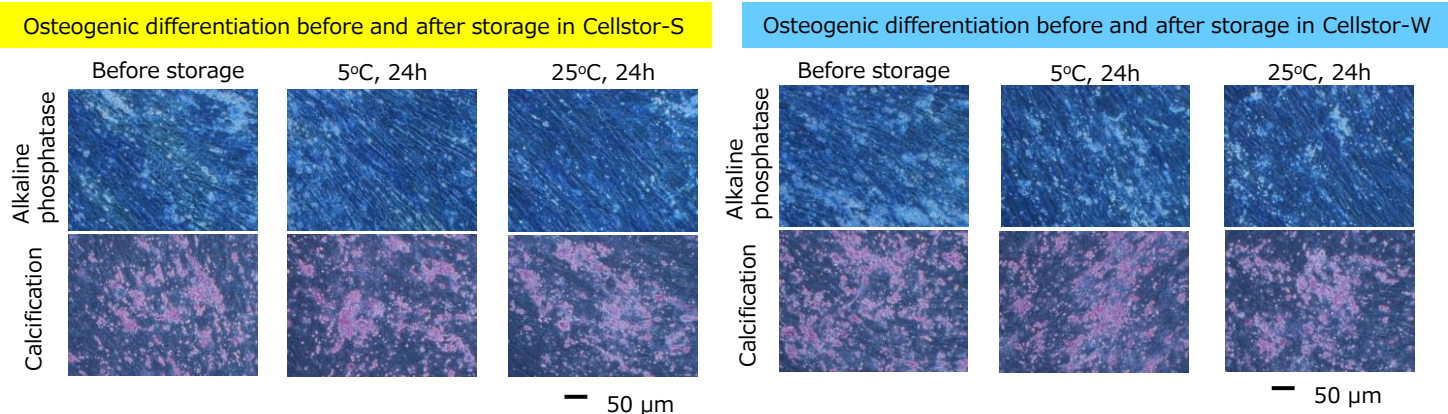 Osteogenic differentiation before and after storage in Cellstor-S
Before storage
5°C, 24h
25°C, 24h
Alkaline
phosphatase
Calcification
50 μm
Osteogenic differentiation before and after storage in Cellstor-W
Before storage
5°C, 24h
25°C, 24h
Alkaline
phosphatase
Calcification
50 μm